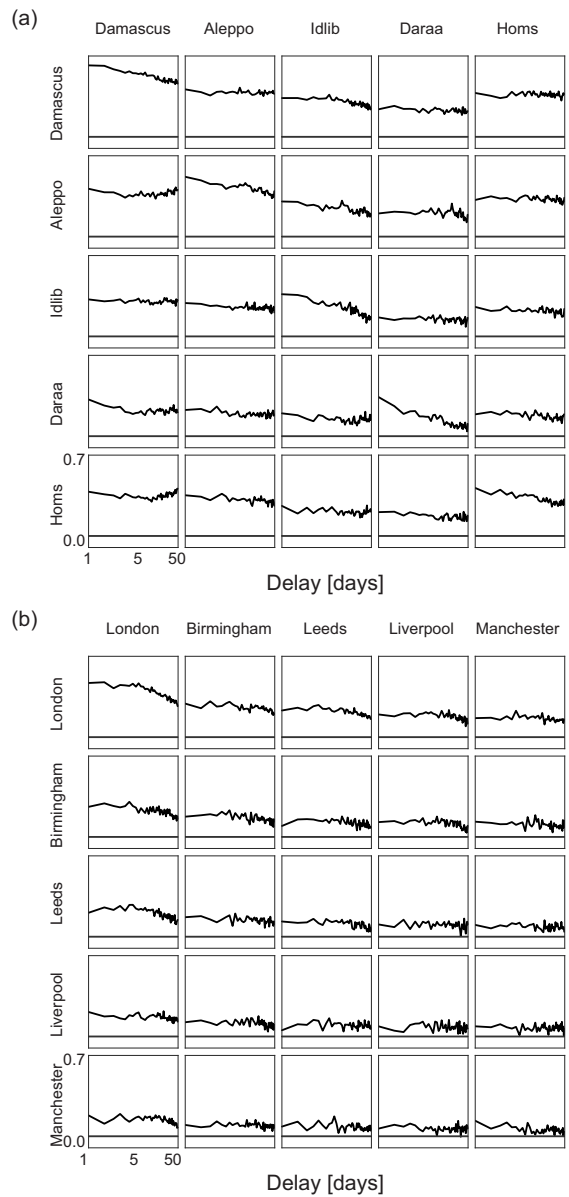 (a)
Damascus Aleppo Idlib Daraa Homs
Damascus
Aleppo
Idlib
Daraa
Homs
0.7
0.0
1 5 50
Delay [days]
(b)
London Birmingham Leeds Liverpool Manchester
London
Birmingham
Leeds
Liverpool
Manchester
0.7
0.0
1 5 50
Delay [days]